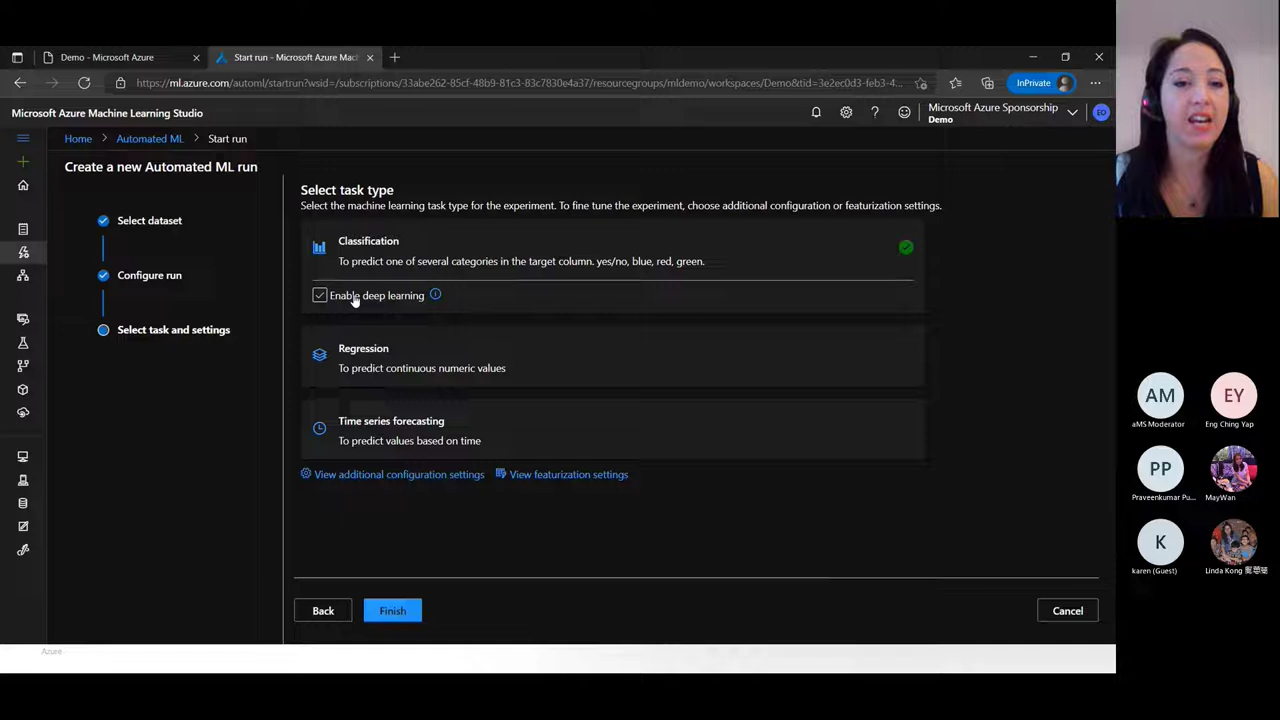 Demo - Microsoft Azure
Start run - Microsoft Azure Mac
https://ml.azure.com/automl/startrun?wsid=/subscriptions/33abe262-85cf-48b9-8183-83c7830e4a37/resourcegroups/mldemo/workspaces/Demo&tid=3e2ec0d3-feb3-4...
InPrivate
Microsoft Azure Machine Learning Studio
Microsoft Azure Sponsorship
Demo
EO
Home > Automated ML > Start run
Create a new Automated ML run
Select dataset
Configure run
Select task and settings
Select task type
Select the machine learning task type for the experiment. To fine tune the experiment, choose additional configuration or featurization settings.
Classification
To predict one of several categories in the target column. yes/no, blue, red, green.
Enable deep learning
Regression
To predict continuous numeric values
Time series forecasting
To predict values based on time
View additional configuration settings
View featurization settings
Back
Finish
Cancel
Azure
AM
aMS Moderator
EY
Eng Ching Yap
PP
Praveenkumar Pu...
MayWan
K
karen (Guest)
Linda Kong